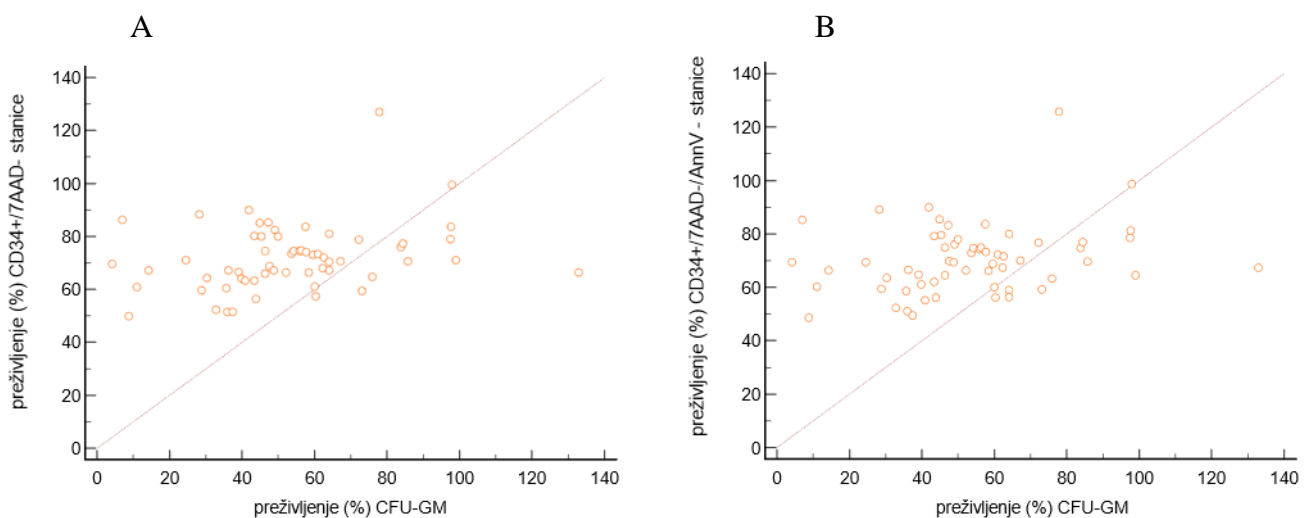 A
B
preživljenje (%) CD34+/7AAD- stanice
140
120
100
80
60
40
20
0
0 20 40 60 80 100 120 140
preživljenje (%) CFU-GM
preživljenje (%) CD34+/7AAD-/AnnV - stanice
140
120
100
80
60
40
20
0
0 20 40 60 80 100 120 140
preživljenje (%) CFU-GM